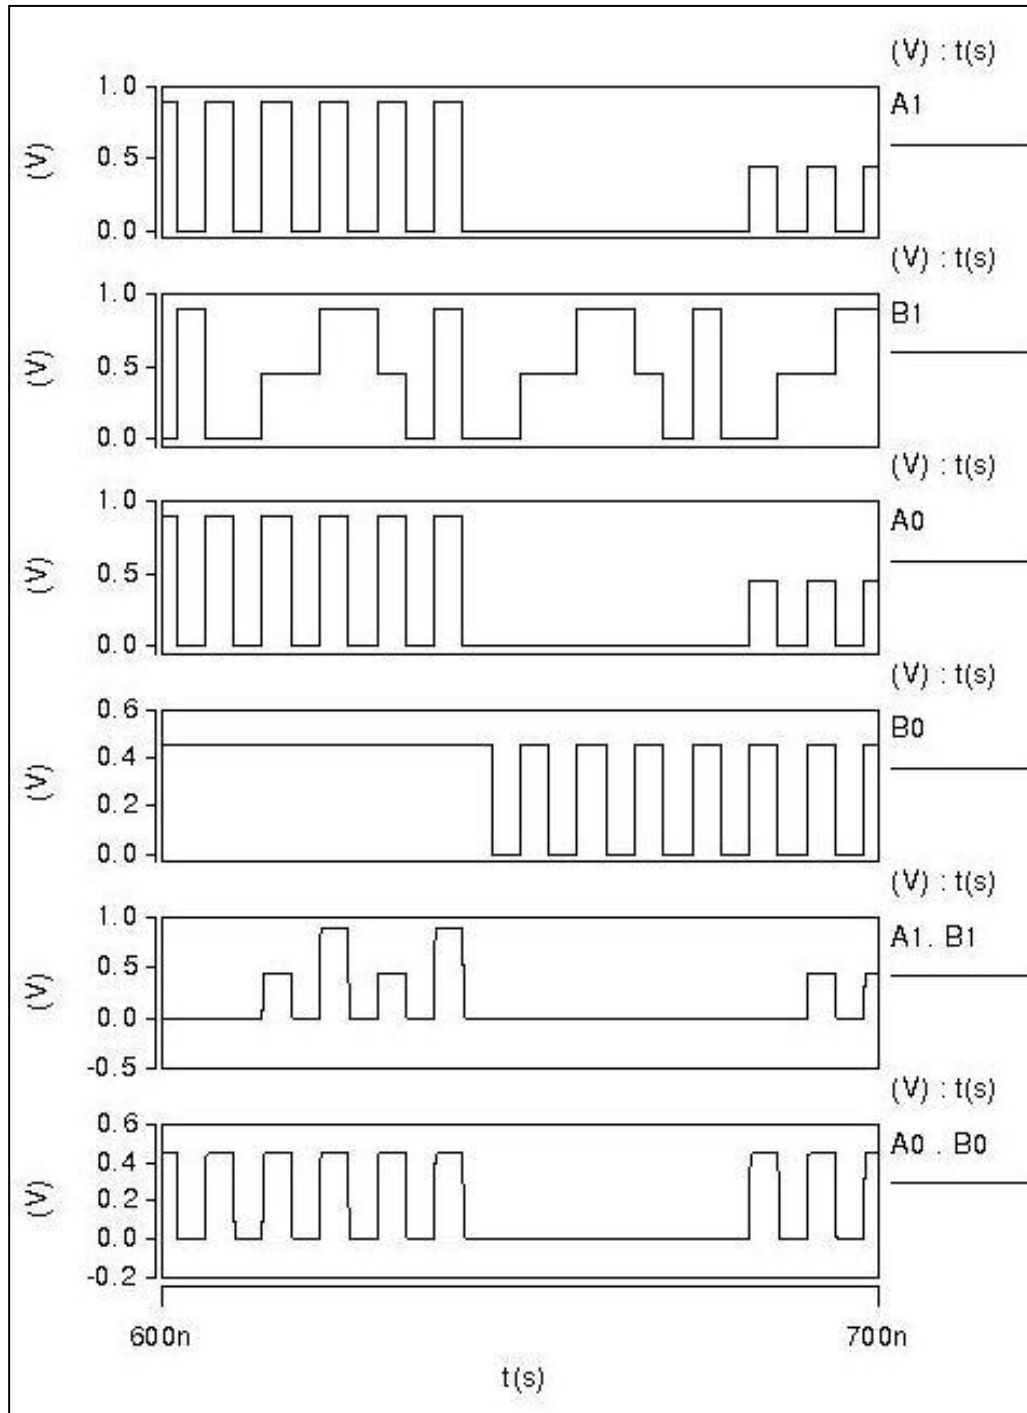 (V) : t(s)
A1
1.0
0.5
0.0
(V)
(V) : t(s)
B1
1.0
0.5
0.0
(V)
(V) : t(s)
A0
1.0
0.5
0.0
(V)
(V) : t(s)
B0
0.6
0.4
0.2
0.0
(V)
(V) : t(s)
A1. B1
1.0
0.5
0.0
-0.5
(V)
(V) : t(s)
A0 . B0
0.6
0.4
0.2
0.0
-0.2
(V)
600n 700n
t(s)